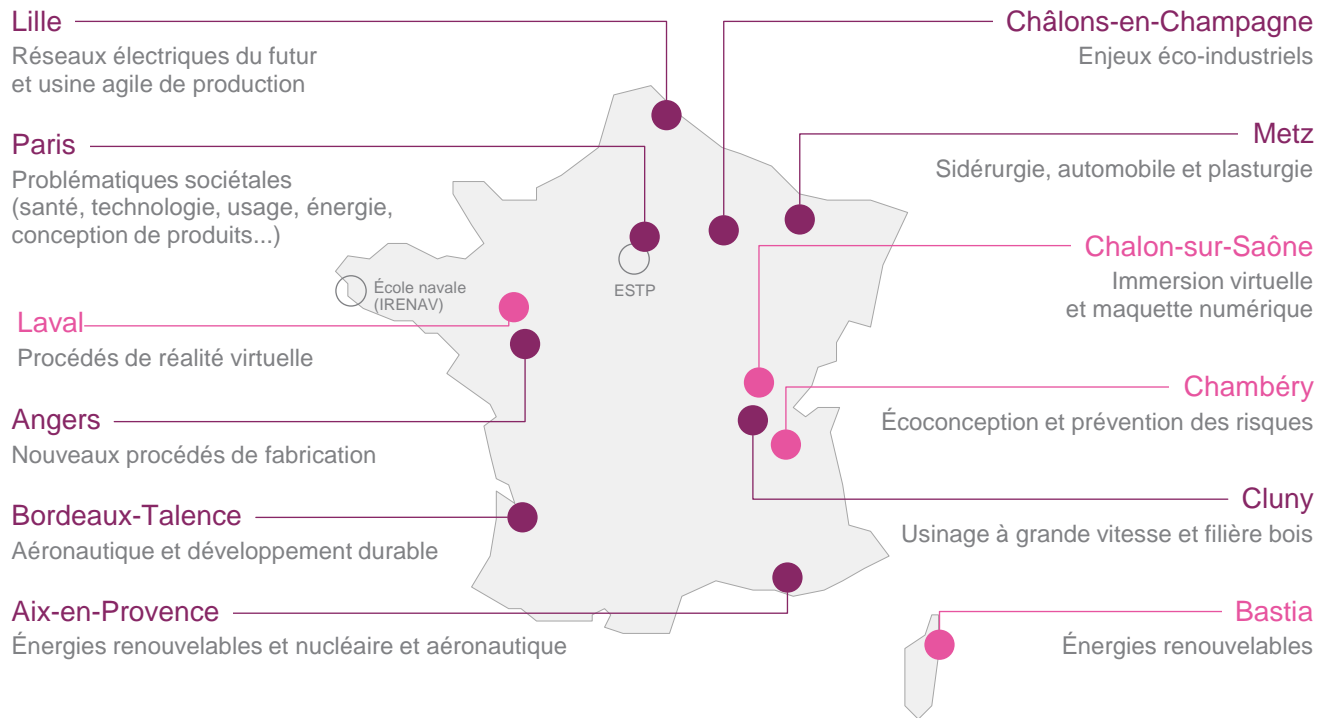 Lille
Réseaux électriques du futur
et usine agile de production
Paris
Problématiques sociétales
(santé, technologie, usage, énergie,
conception de produits...)
École navale
(IRENAV)
ESTP
Laval
Procédés de réalité virtuelle
Angers
Nouveaux procédés de fabrication
Bordeaux-Talence
Aéronautique et développement durable
Aix-en-Provence
Énergies renouvelables et nucléaire et aéronautique
Châlons-en-Champagne
Enjeux éco-industriels
Metz
Sidérurgie, automobile et plasturgie
Chalon-sur-Saône
Immersion virtuelle
et maquette numérique
Chambéry
Écoconception et prévention des risques
Cluny
Usinage à grande vitesse et filière bois
Bastia
Énergies renouvelables